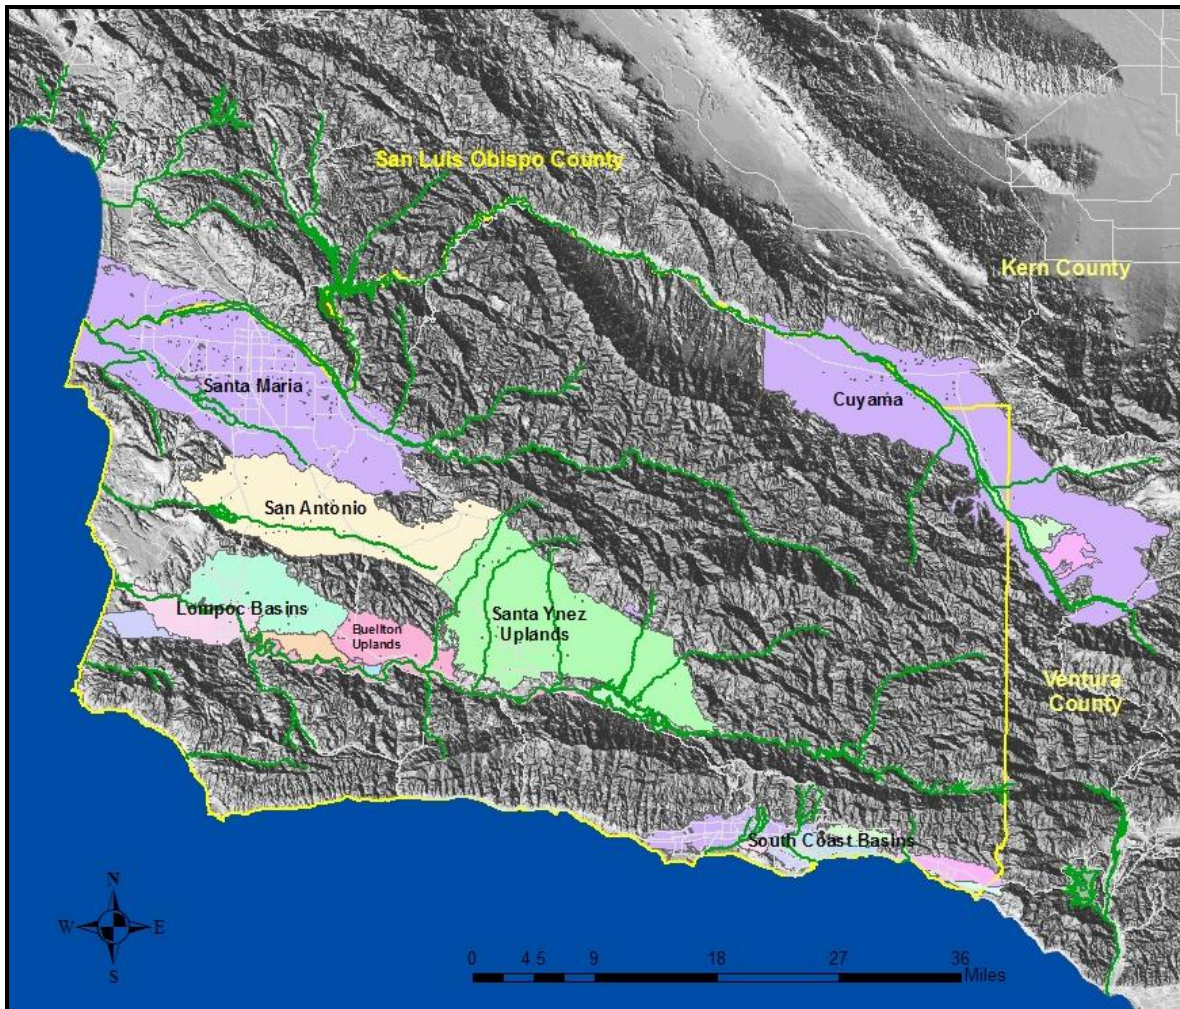 San Luis Obispo County
Kern County
Santa Maria
Cuyama
San Antonio
Lompoc Basins
Buellton
Uplands
Santa Ynez
Uplands
Ventura
County
South Coast Basins
N
W
E
S
0 4.5 9 18 27 36
Miles